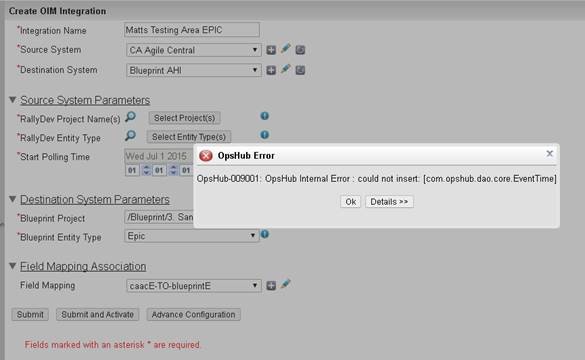 Create OIM Integration
*Integration Name Matts Testing Area EPIC
*Source System CA Agile Central
*Destination System Blueprint AHI
Source System Parameters
*RallyDev Project Name(s) Select Project(s)
*RallyDev Entity Type Select Entity Type(s)
*Start Polling Time Wed Jul 1 2015
01 01 01
OpsHub Error
OpsHub-009001: OpsHub Internal Error : could not insert: [com.opshub.dao.core.EventTime]
Ok Details >>
Destination System Parameters
*Blueprint Project /Blueprint/3. San
*Blueprint Entity Type Epic
Field Mapping Association
Field Mapping caacE-TO-blueprintE
Submit Submit and Activate Advance Configuration
Fields marked with an asterisk * are required.